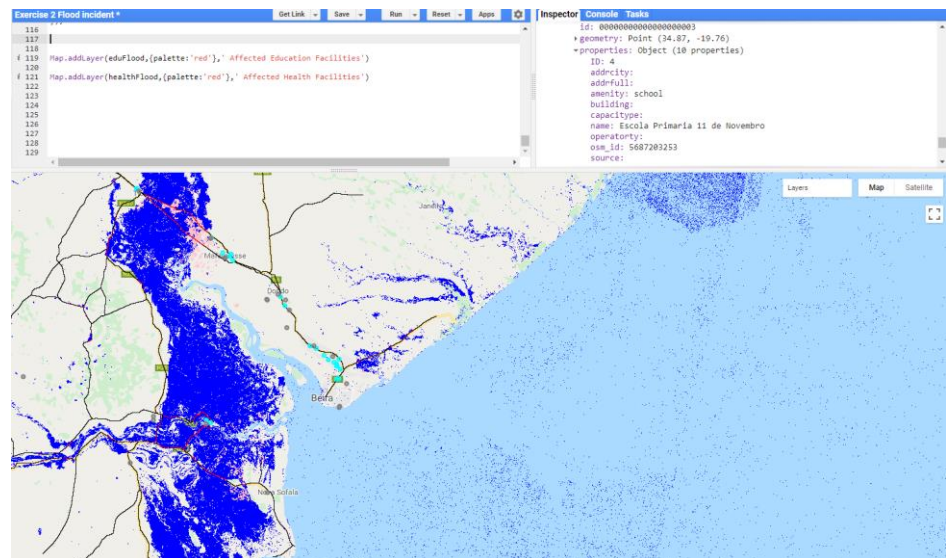 Exercise 2 Flood incident *
Get Link
Save
Run
Reset
Apps
116
117
118
i 119 Map.addLayer(eduFlood,{palette:'red'},' Affected Education Facilities')
120
i 121 Map.addLayer(healthFlood,{palette:'red'},' Affected Health Facilities')
122
123
124
125
126
127
128
129
Inspector Console Tasks
id: 00000000000000000003
geometry: Point (34.87, -19.76)
properties: Object (10 properties)
ID: 4
addrcity:
addrfull:
amenity: school
building:
capacitype:
name: Escola Primaria 11 de Novembro
operatorty:
osm_id: 5687203253
source:
Layers
Map Satellite
Dondo
Beira
Nova Sofala